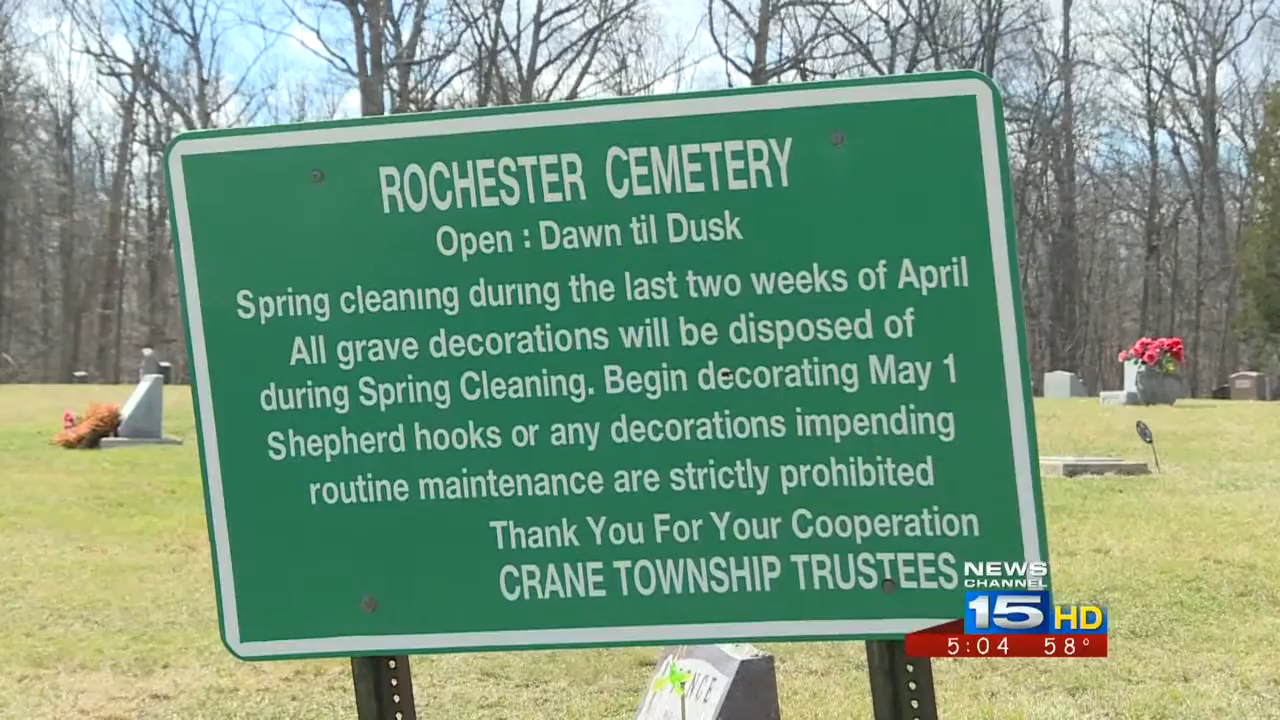 ROCHESTER CEMETERY
Open : Dawn til Dusk
Spring cleaning during the last two weeks of April
All grave decorations will be disposed of
during Spring Cleaning. Begin decorating May 1
Shepherd hooks or any decorations impending
routine maintenance are strictly prohibited
Thank You For Your Cooperation
CRANE TOWNSHIP TRUSTEES
NEWS
CHANNEL
15 HD
5:04 58°